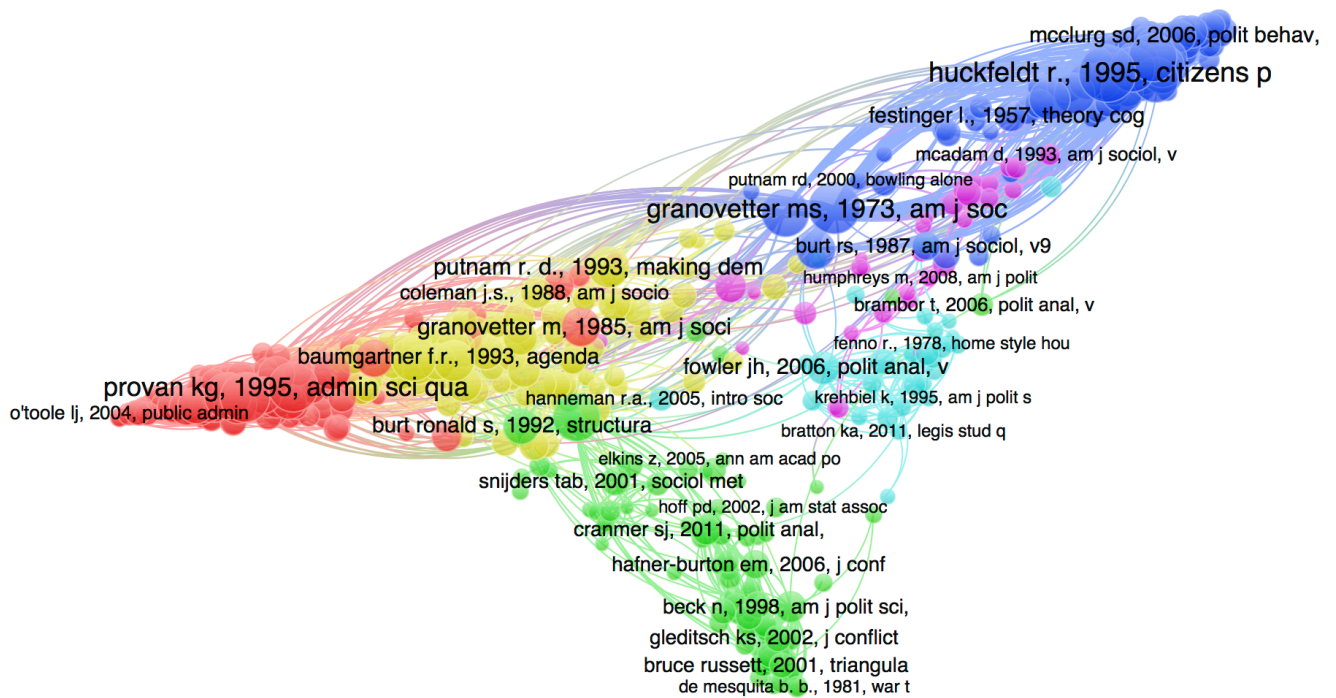 mcclurg sd, 2006, polit behav,
huckfeldt r., 1995, citizens p
festinger l., 1957, theory cog
mcadam d, 1993, am j sociol, v
putnam rd, 2000, bowling alone
granovetter ms, 1973, am j soc
burt rs, 1987, am j sociol, v9
putnam r. d., 1993, making dem
humphreys m, 2008, am j polit
coleman j.s., 1988, am j socio
brambor t, 2006, polit anal, v
granovetter m, 1985, am j soci
fenno r., 1978, home style hou
baumgartner f.r., 1993, agenda
fowler jh, 2006, polit anal, v
provan kg, 1995, admin sci qua
hanneman r.a., 2005, intro soc
krehbiel k, 1995, am j polit s
o'toole lj, 2004, public admin
burt ronald s, 1992, structura
bratton ka, 2011, legis stud q
elkins z, 2005, ann am acad po
snijders tab, 2001, sociol met
hoff pd, 2002, j am stat assoc
cranmer sj, 2011, polit anal,
hafner-burton em, 2006, j conf
beck n, 1998, am j polit sci,
gleditsch ks, 2002, j conflict
bruce russett, 2001, triangula
de mesquita b. b., 1981, war t